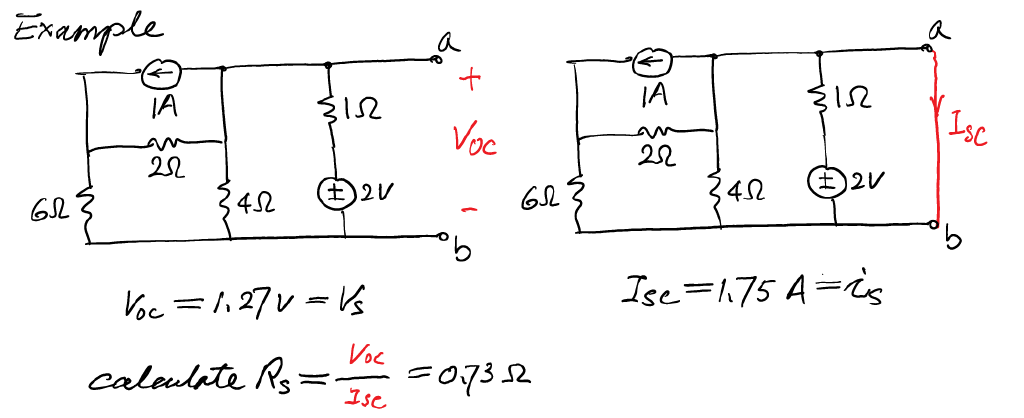 Example
a
a
1A
1Ω
+
1A
1Ω
Voc
Isc
2Ω
2Ω
6Ω
4Ω
2V
6Ω
4Ω
2V
-
b
b
Voc = 1.27V = Vs
Isc = 1.75 A = is
calculate Rs = Voc/Isc = 0.73 Ω